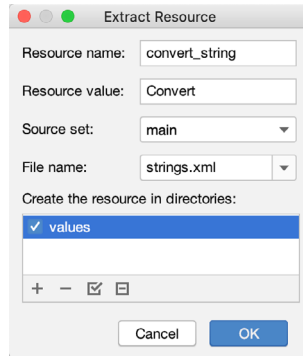 Extract Resource
Resource name: convert_string
Resource value: Convert
Source set: main
File name: strings.xml
Create the resource in directories:
values
Cancel OK